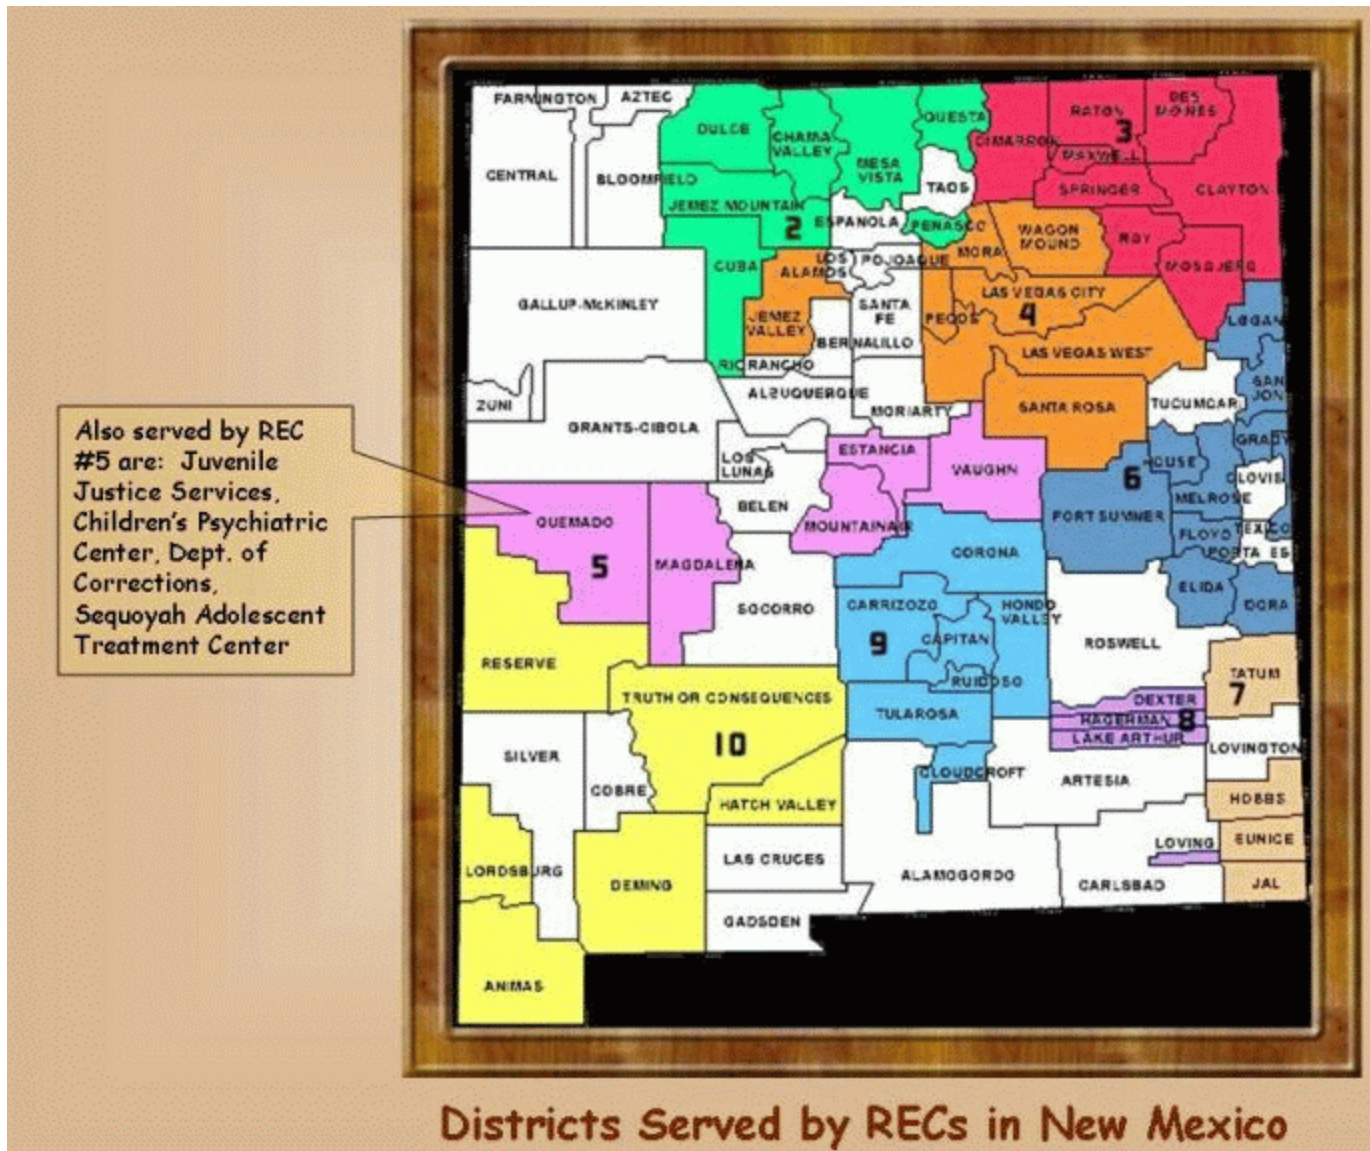 FARMINGTON AZTEC
DULCE
CHAMA
VALLEY
MESA
VISTA
QUESTA
CIMARRON
RATON
3
DES
MOINES
MAXWELL
CENTRAL
BLOOMFIELD
TAOS
SPRINGER
CLAYTON
JEMEZ MOUNTAIN
2
ESPANOLA
PENASCO
WAGON
MOUND
ROY
MORA
MOSQUERO
CUBA
LOS
ALAMOS
POJOAQUE
GALLUP-McKINLEY
SANTA
FE
PECOS
LAS VEGAS CITY
4
LOGAN
JEMEZ
VALLEY
BERNALILLO
LAS VEGAS WEST
RIO RANCHO
ZUNI
ALBUQUERQUE
MORIARTY
SANTA ROSA
TUCUMCARI
SAN
JON
GRANTS-CIBOLA
LOS
LUNAS
ESTANCIA
VAUGHN
6
HOUSE
GRADY
CLOVIS
MELROSE
BELEN
QUEMADO
MOUNTAINAIR
FORT SUMNER
FLOYD
TEXICO
PORTALES
5
MAGDALENA
CORONA
ELIDA
DORA
SOCORRO
CARRIZOZO
HONDO
VALLEY
9
CAPITAN
ROSWELL
RESERVE
RUIDOSO
TATUM
7
TRUTH OR CONSEQUENCES
TULAROSA
DEXTER
HAGERMAN
8
LAKE ARTHUR
10
SILVER
COBRE
CLOUDCROFT
ARTESIA
LOVINGTON
HATCH VALLEY
HOBBS
LAS CRUCES
LOVING
EUNICE
LORDSBURG
DEMING
ALAMOGORDO
CARLSBAD
JAL
GADSDEN
ANIMAS
Also served by REC
#5 are: Juvenile
Justice Services,
Children's Psychiatric
Center, Dept. of
Corrections,
Sequoyah Adolescent
Treatment Center
Districts Served by RECs in New Mexico